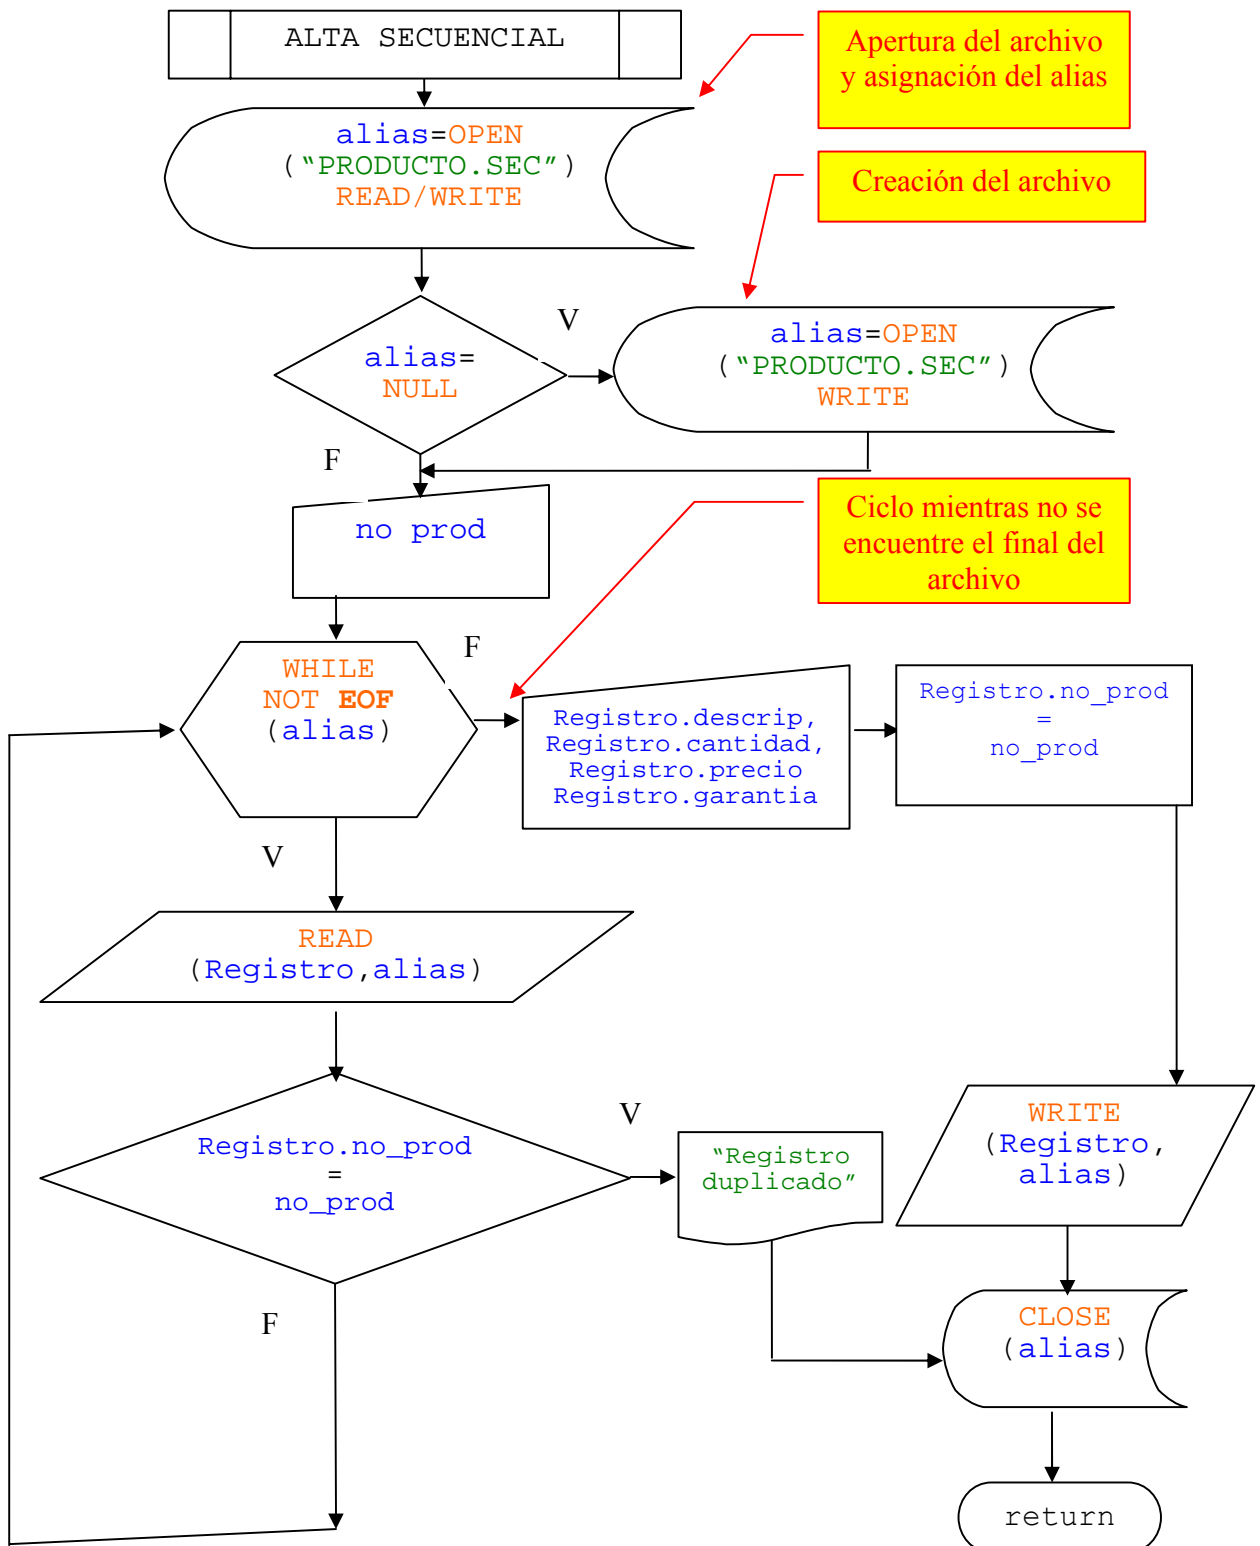 ALTA SECUENCIAL
Apertura del archivo
y asignación del alias
alias=OPEN
(“PRODUCTO.SEC”)
READ/WRITE
Creación del archivo
alias=
NULL
V
alias=OPEN
(“PRODUCTO.SEC”)
WRITE
F
no prod
Ciclo mientras no se
encuentre el final del
archivo
WHILE
NOT EOF
(alias)
F
Registro.descrip,
Registro.cantidad,
Registro.precio
Registro.garantia
Registro.no_prod
=
no_prod
V
READ
(Registro,alias)
Registro.no_prod
=
no_prod
V
“Registro
duplicado”
WRITE
(Registro,
alias)
F
CLOSE
(alias)
return